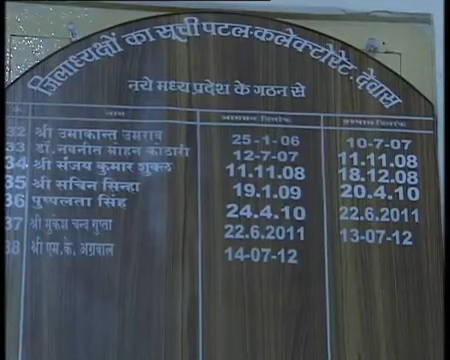 जिलाध्यक्षों का सूची पटल-कलेक्टोरेट, देवास
नये मध्य प्रदेश के गठन से
नाम आगमन दिनांक प्रस्थान दिनांक
32 श्री उमाकान्त उमराव 25-1-06 10-7-07
33 डॉ. नवनीत मोहन कोठारी 12-7-07 11.11.08
34 श्री संजय कुमार शुक्ल 11.11.08 18.12.08
35 श्री सचिन सिन्हा 19.1.09 20.4.10
36 पुष्पलता सिंह 24.4.10 22.6.2011
37 श्री मुकेश चन्द गुप्ता 22.6.2011 13-07-12
38 श्री एम.के. अग्रवाल 14-07-12